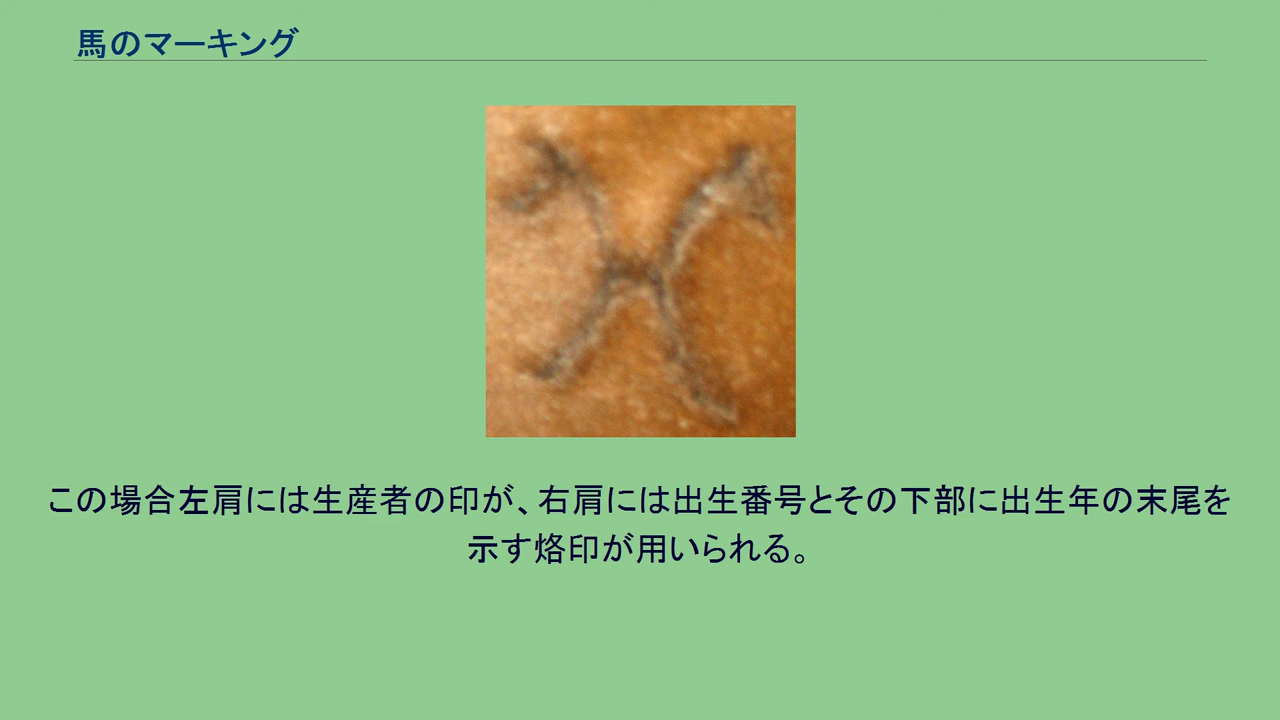 馬のマーキング
この場合左肩には生産者の印が、右肩には出生番号とその下部に出生年の末尾を
示す烙印が用いられる。